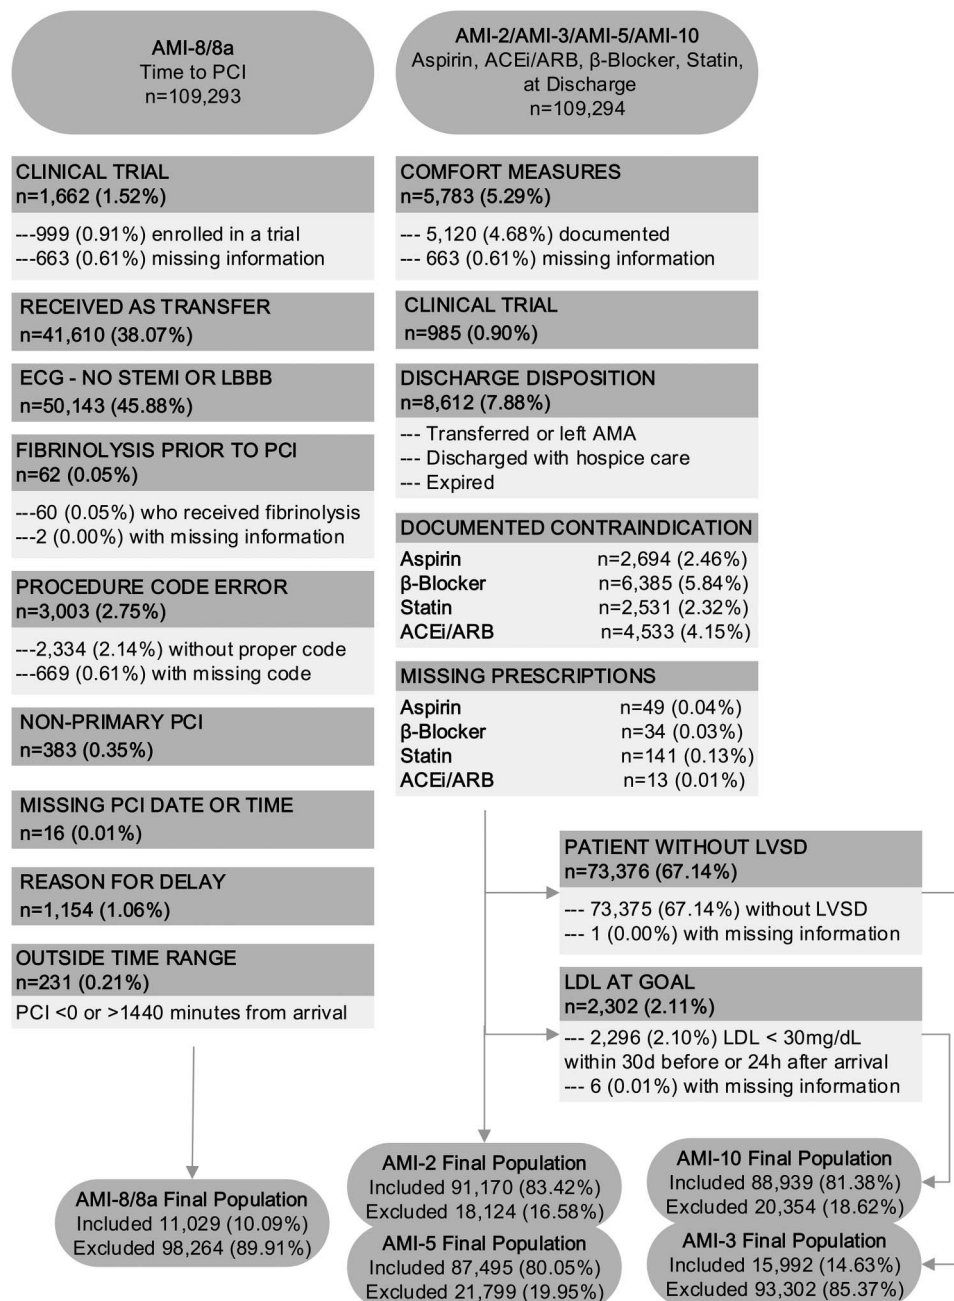 AMI-8/8a
Time to PCI
n=109,293
CLINICAL TRIAL
n=1,662 (1.52%)
---999 (0.91%) enrolled in a trial
---663 (0.61%) missing information
RECEIVED AS TRANSFER
n=41,610 (38.07%)
ECG - NO STEMI OR LBBB
n=50,143 (45.88%)
FIBRINOLYSIS PRIOR TO PCI
n=62 (0.05%)
---60 (0.05%) who received fibrinolysis
---2 (0.00%) with missing information
PROCEDURE CODE ERROR
n=3,003 (2.75%)
---2,334 (2.14%) without proper code
---669 (0.61%) with missing code
NON-PRIMARY PCI
n=383 (0.35%)
MISSING PCI DATE OR TIME
n=16 (0.01%)
REASON FOR DELAY
n=1,154 (1.06%)
OUTSIDE TIME RANGE
n=231 (0.21%)
PCI <0 or >1440 minutes from arrival
AMI-8/8a Final Population
Included 11,029 (10.09%)
Excluded 98,264 (89.91%)
AMI-2/AMI-3/AMI-5/AMI-10
Aspirin, ACEi/ARB, β-Blocker, Statin,
at Discharge
n=109,294
COMFORT MEASURES
n=5,783 (5.29%)
--- 5,120 (4.68%) documented
--- 663 (0.61%) missing information
CLINICAL TRIAL
n=985 (0.90%)
DISCHARGE DISPOSITION
n=8,612 (7.88%)
--- Transferred or left AMA
--- Discharged with hospice care
--- Expired
DOCUMENTED CONTRAINDICATION
Aspirin n=2,694 (2.46%)
β-Blocker n=6,385 (5.84%)
Statin n=2,531 (2.32%)
ACEi/ARB n=4,533 (4.15%)
MISSING PRESCRIPTIONS
Aspirin n=49 (0.04%)
β-Blocker n=34 (0.03%)
Statin n=141 (0.13%)
ACEi/ARB n=13 (0.01%)
PATIENT WITHOUT LVSD
n=73,376 (67.14%)
--- 73,375 (67.14%) without LVSD
--- 1 (0.00%) with missing information
LDL AT GOAL
n=2,302 (2.11%)
--- 2,296 (2.10%) LDL < 30mg/dL
within 30d before or 24h after arrival
--- 6 (0.01%) with missing information
AMI-2 Final Population
Included 91,170 (83.42%)
Excluded 18,124 (16.58%)
AMI-5 Final Population
Included 87,495 (80.05%)
Excluded 21,799 (19.95%)
AMI-10 Final Population
Included 88,939 (81.38%)
Excluded 20,354 (18.62%)
AMI-3 Final Population
Included 15,992 (14.63%)
Excluded 93,302 (85.37%)